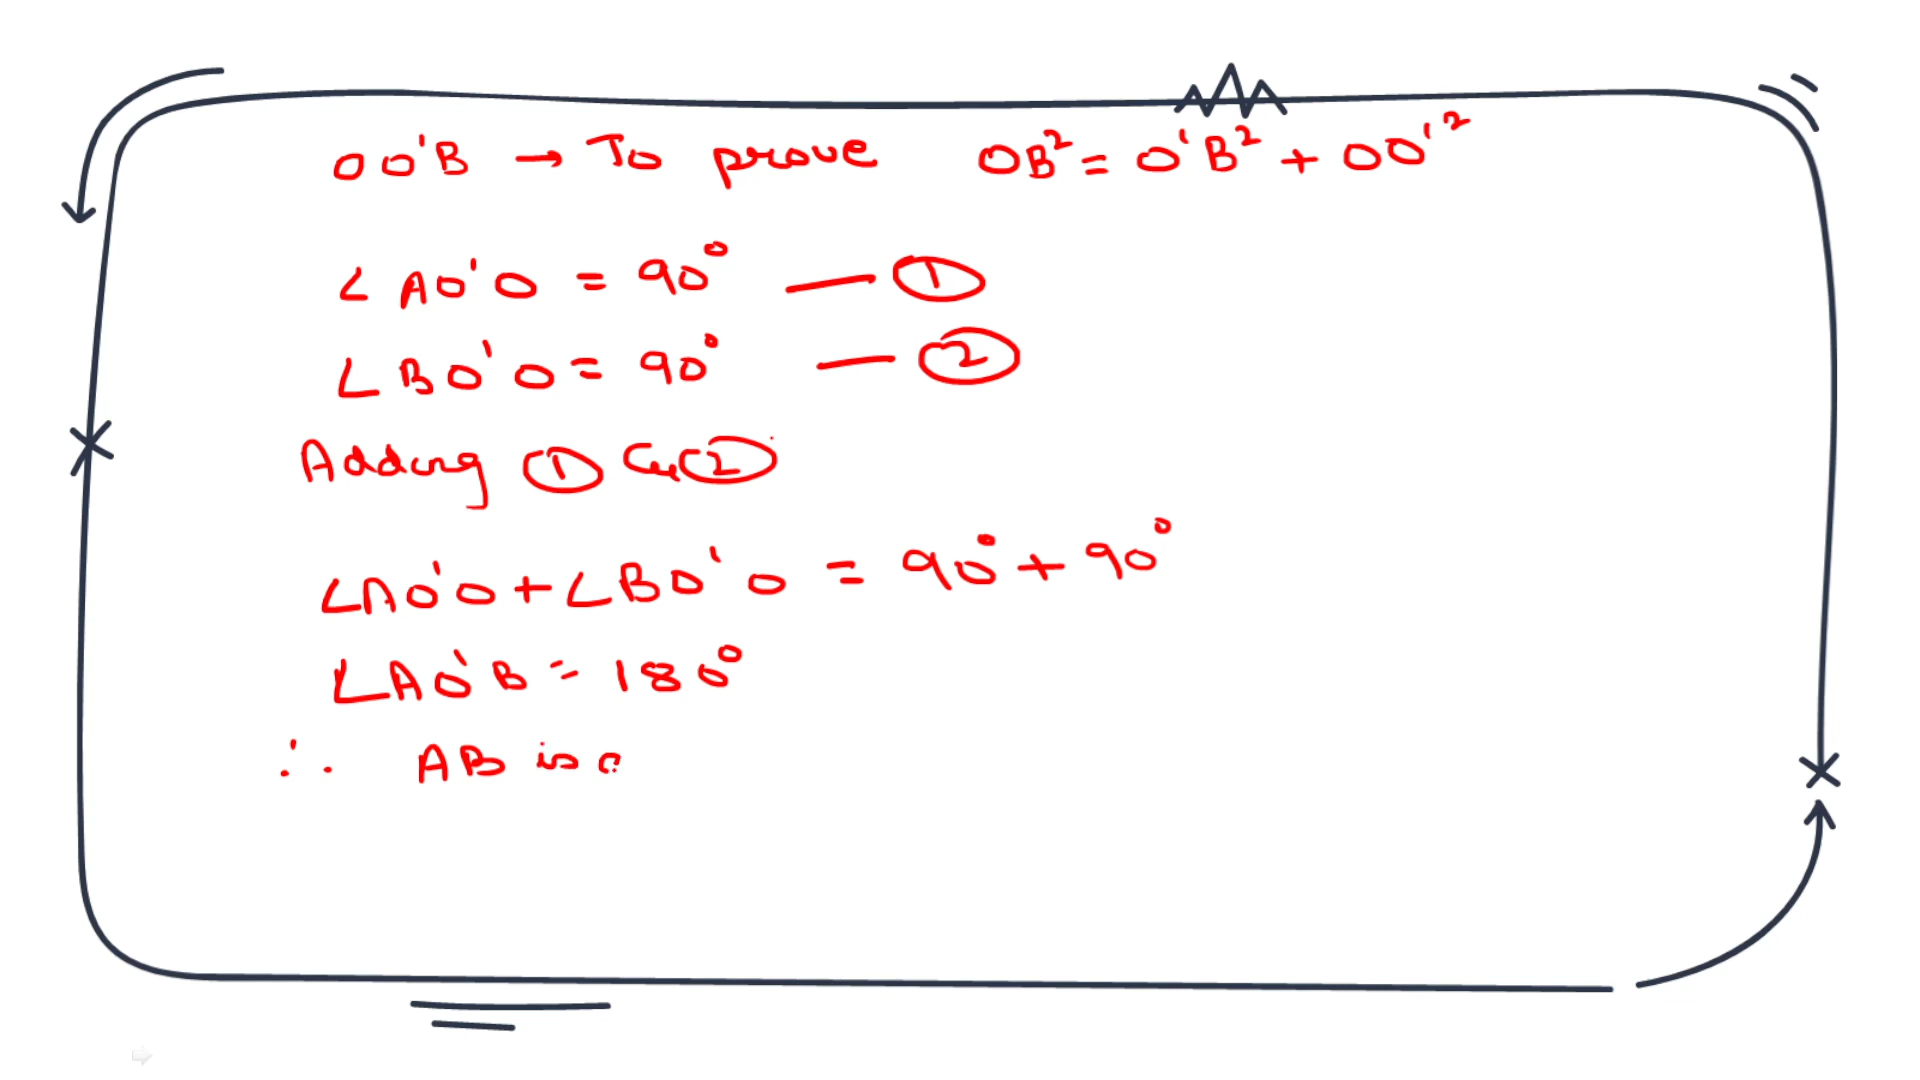 OO'B → To prove OB² = O'B² + OO'²
∠AO'O = 90° — ①
∠BO'O = 90° — ②
Adding ① & ②
∠AO'O + ∠BO'O = 90° + 90°
∠AO'B = 180°
∴ AB is